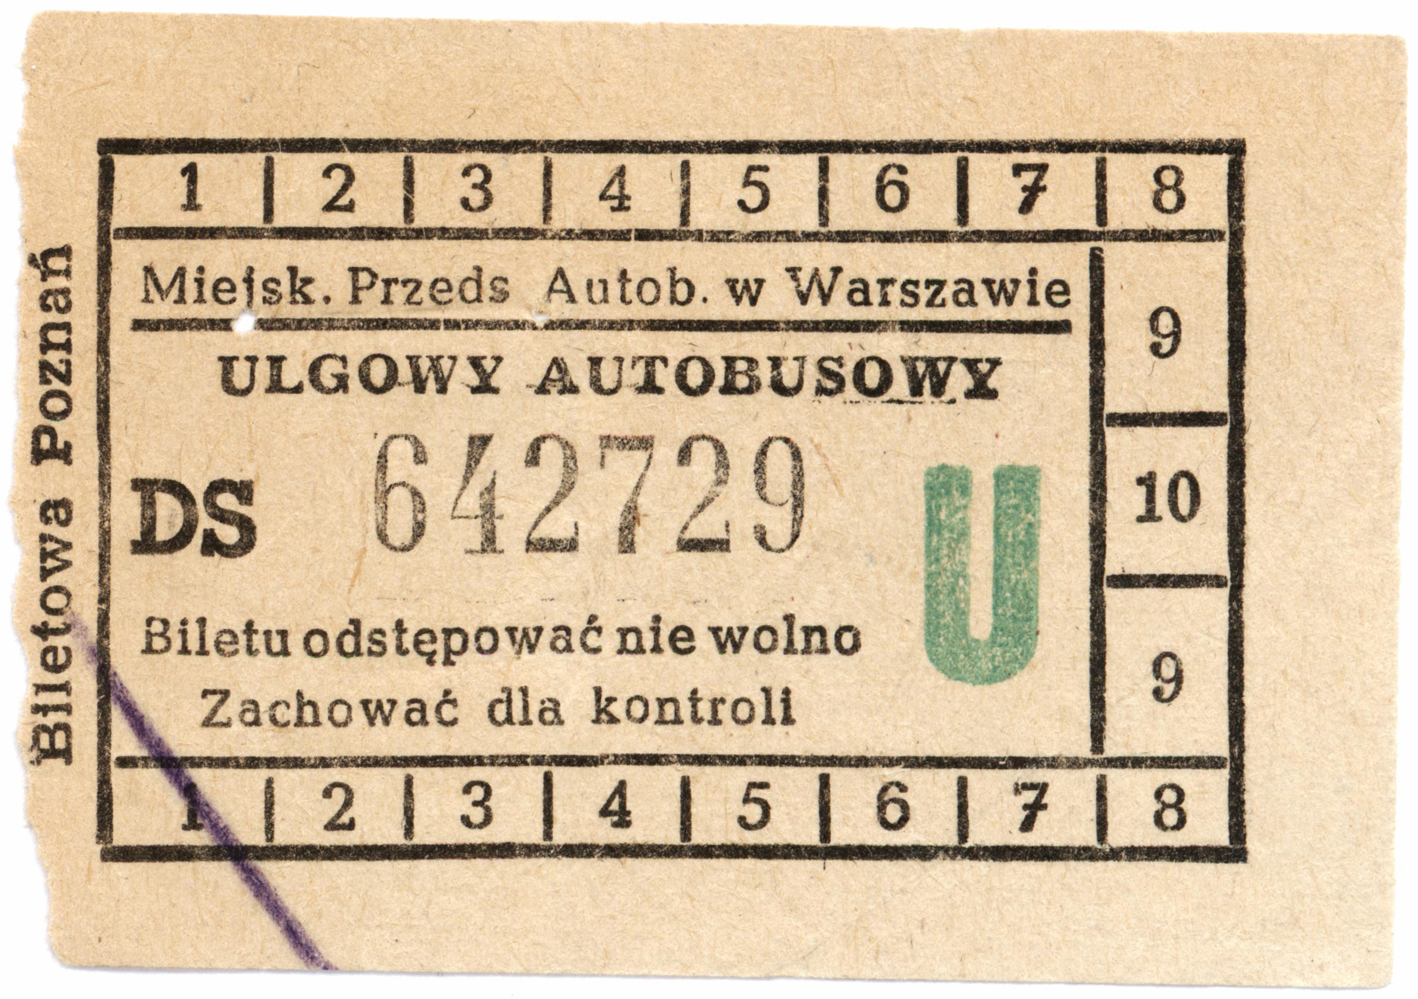 1 | 2 | 3 | 4 | 5 | 6 | 7 | 8
Miejsk. Przeds Autob. w Warszawie
9
ULGOWY AUTOBUSOWY
DS 642729 U
10
Biletu odstępować nie wolno
9
Zachować dla kontroli
1 | 2 | 3 | 4 | 5 | 6 | 7 | 8
Biletowa Poznań